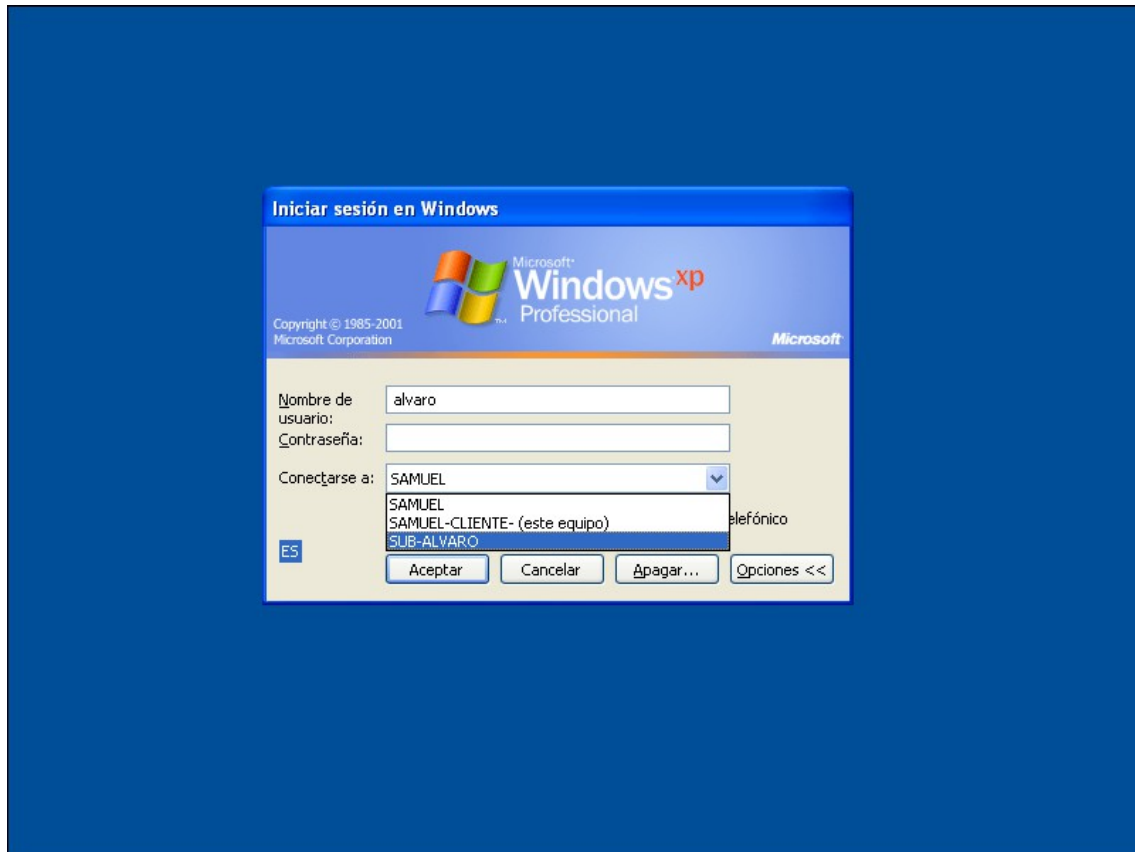 Iniciar sesión en Windows
Microsoft
Windows xp
Professional
Copyright © 1985-2001
Microsoft Corporation
Microsoft
Nombre de
usuario:
alvaro
Contraseña:
Conectarse a: SAMUEL
SAMUEL
SAMUEL-CLIENTE- (este equipo)
elefónico
SUB-ALVARO
ES
Aceptar Cancelar Apagar... Opciones <<